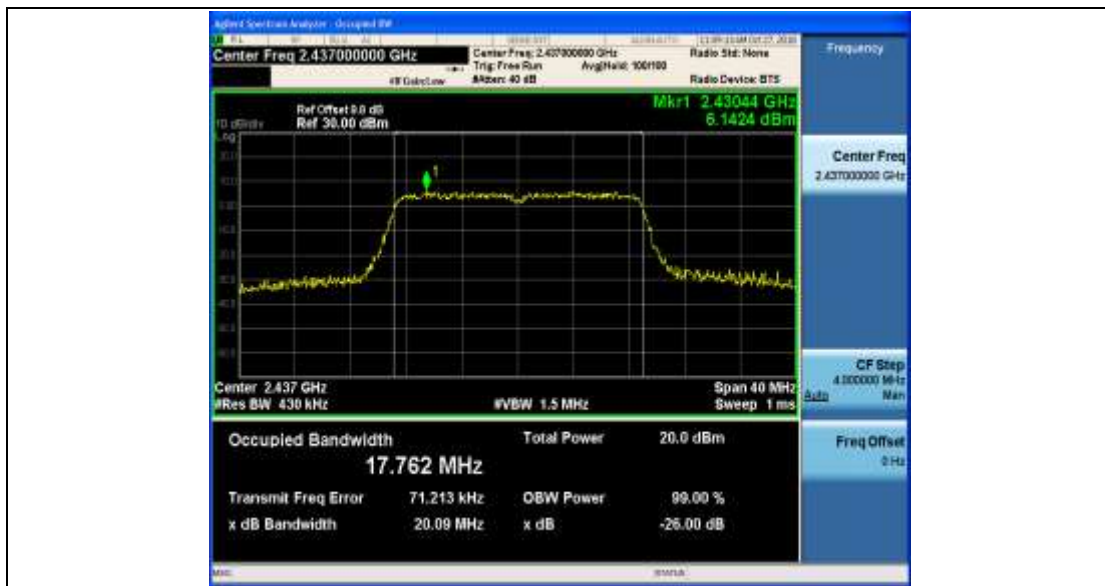 Agilent Spectrum Analyzer - Occupied BW
Center Freq 2.437000000 GHz
Center Freq: 2.437000000 GHz
Radio Std: None
Trig: Free Run
Avg|Hold: 100/100
#IFGain:Low
#Atten: 40 dB
Radio Device: BTS
Frequency
Mkr1 2.43044 GHz
6.1424 dBm
Ref Offset 9.8 dB
10 dB/div
Ref 30.00 dBm
Log
1
Center Freq
2.437000000 GHz
Center 2.437 GHz
Span 40 MHz
#Res BW 430 kHz
#VBW 1.5 MHz
Sweep 1 ms
CF Step
4.000000 MHz
Auto
Man
Occupied Bandwidth
Total Power
20.0 dBm
17.762 MHz
Freq Offset
0 Hz
Transmit Freq Error
71.213 kHz
OBW Power
99.00 %
x dB Bandwidth
20.09 MHz
x dB
-26.00 dB
MSG
STATUS